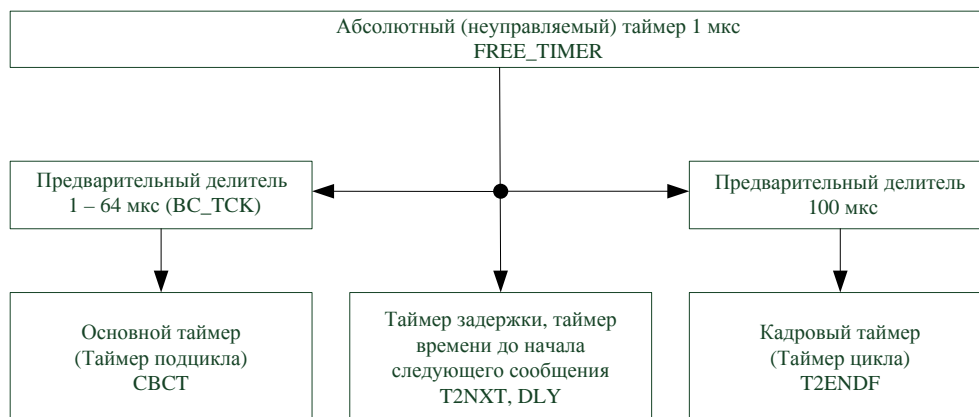 Абсолютный (неуправляемый) таймер 1 мкс
FREE_TIMER
Предварительный делитель
1 – 64 мкс (BC_TCK)
Предварительный делитель
100 мкс
Основной таймер
(Таймер подцикла)
CBCT
Таймер задержки, таймер
времени до начала
следующего сообщения
T2NXT, DLY
Кадровый таймер
(Таймер цикла)
T2ENDF